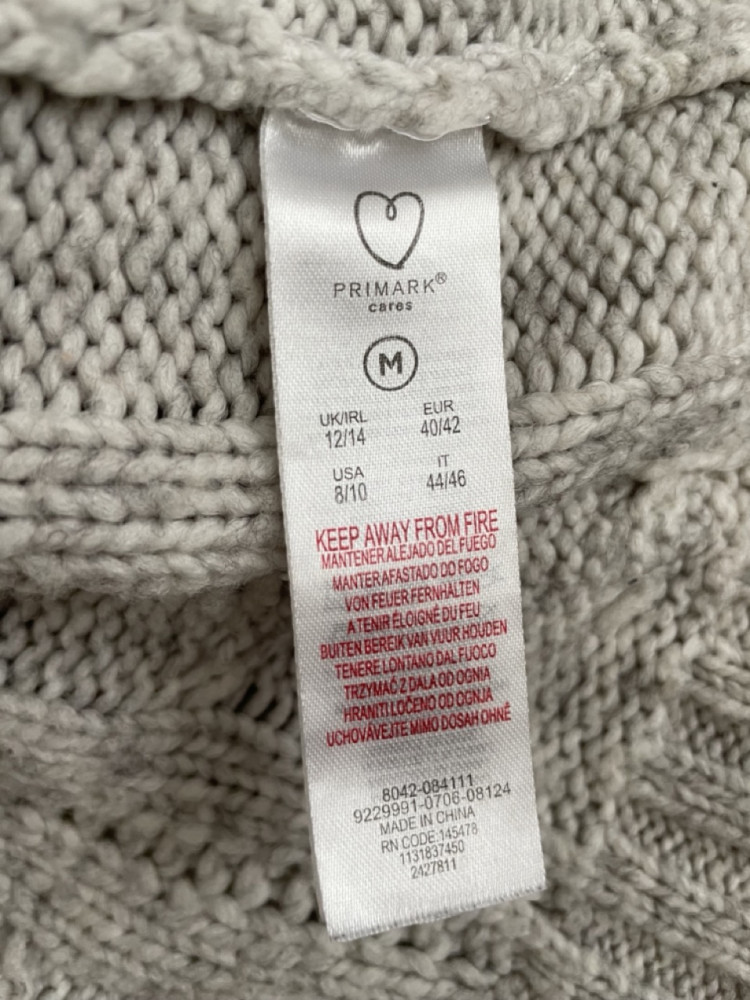 PRIMARK®
cares
M
UK/IRL EUR
12/14 40/42
USA IT
8/10 44/46
KEEP AWAY FROM FIRE
MANTENER ALEJADO DEL FUEGO
MANTER AFASTADO DO FOGO
VON FEUER FERNHALTEN
A TENIR ÉLOIGNÉ DU FEU
BUITEN BEREIK VAN VUUR HOUDEN
TENERE LONTANO DAL FUOCO
TRZYMAĆ Z DALA OD OGNIA
HRANITI LOČENO OD OGNJA
UCHOVÁVEJTE MIMO DOSAH OHNĚ
8042-084111
9229991-0706-08124
MADE IN CHINA
RN CODE:145478
1131837450
2427811